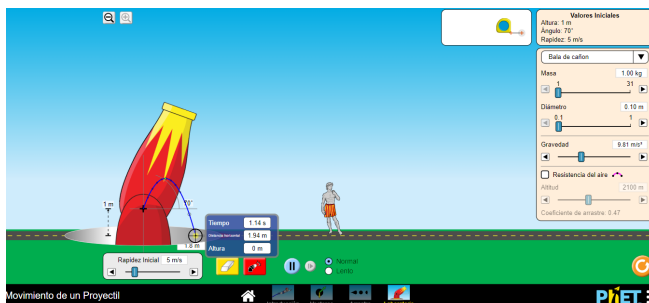 Valores Iniciales
Altura: 1 m
Ángulo: 70°
Rapidez: 5 m/s
Bala de cañon
Masa
1.00 kg
1
31
Diámetro
0.10 m
0.1
1
Gravedad
9.81 m/s²
Resistencia del aire
Altitud
2100 m
Coeficiente de arrastre: 0.47
1 m
70°
Tiempo
1.14 s
Distancia horizontal
1.94 m
Altura
0 m
1.8 m
Rapidez Inicial
5 m/s
Normal
Lento
Movimiento de un Proyectil
PhET